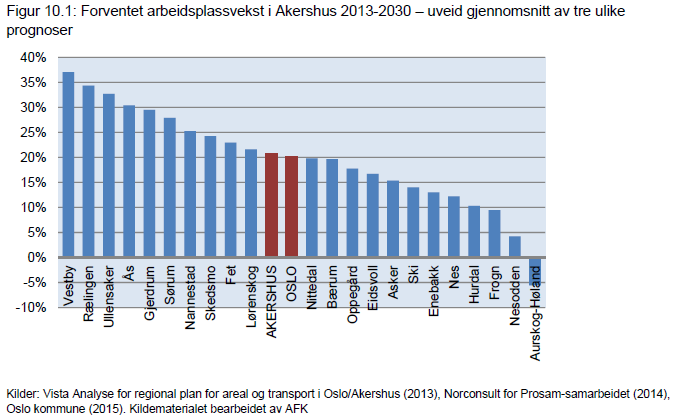 Figur 10.1: Forventet arbeidsplassvekst i Akershus 2013-2030 – uveid gjennomsnitt av tre ulike
prognoser
40%
35%
30%
25%
20%
15%
10%
5%
0%
-5%
-10%
Vestby
Rælingen
Ullensaker
Ås
Gjerdrum
Sørum
Nannestad
Skedsmo
Fet
Lørenskog
AKERSHUS
OSLO
Nittedal
Bærum
Oppegård
Eidsvoll
Asker
Ski
Enebakk
Nes
Hurdal
Frogn
Nesodden
Aurskog-Høland
Kilder: Vista Analyse for regional plan for areal og transport i Oslo/Akershus (2013), Norconsult for Prosam-samarbeidet (2014),
Oslo kommune (2015). Kildematerialet bearbeidet av AFK